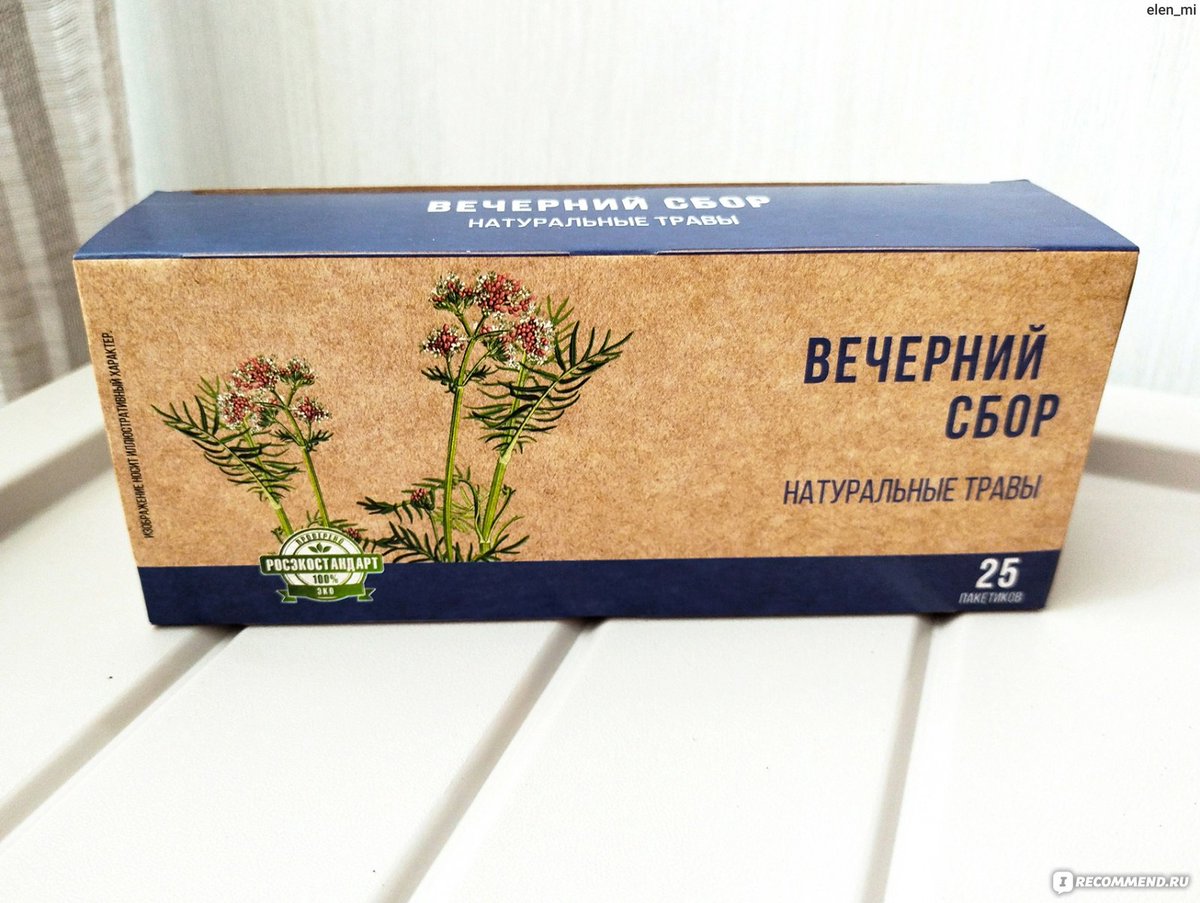 elen_mi
ВЕЧЕРНИЙ СБОР
НАТУРАЛЬНЫЕ ТРАВЫ
ИЗОБРАЖЕНИЕ НОСИТ ИЛЛЮСТРАТИВНЫЙ ХАРАКТЕР.
ВЕЧЕРНИЙ
СБОР
НАТУРАЛЬНЫЕ ТРАВЫ
ПРОВЕРЕНО
РОСЭКОСТАНДАРТ
100%
ЭКО
25
ПАКЕТИКОВ
I RECOMMEND.RU